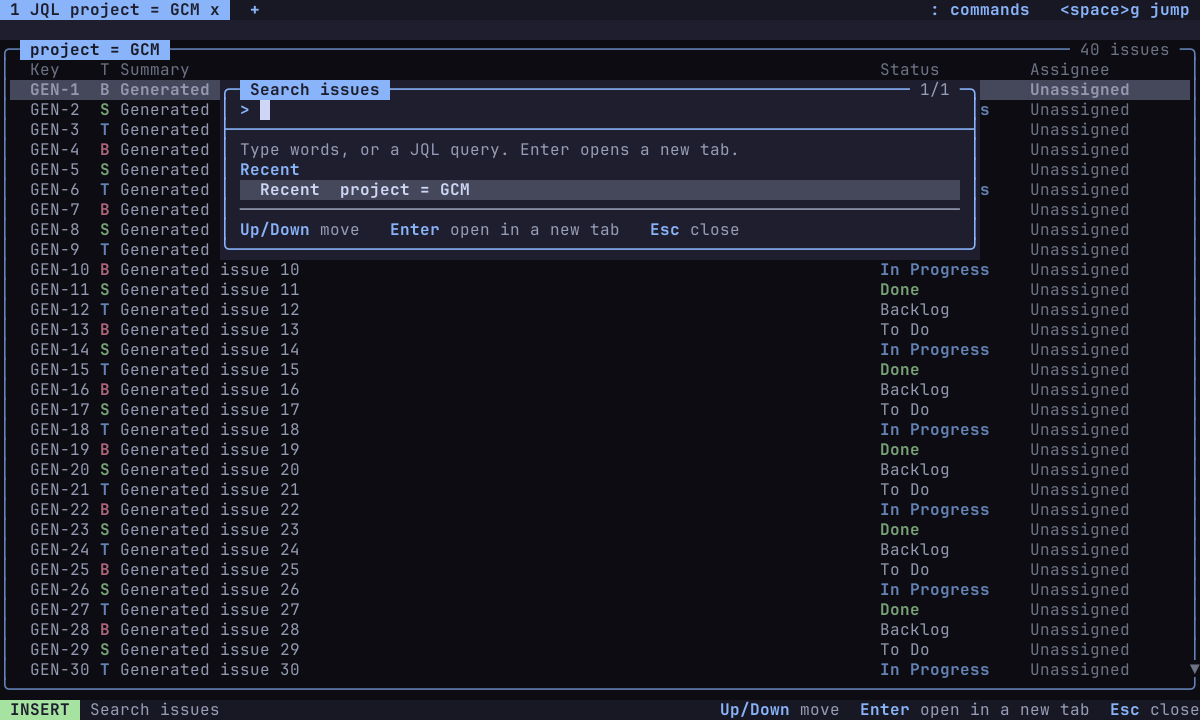 1 JQL project = GCM x + : commands <space>g jump
project = GCM 40 issues
Key T Summary Status Assignee
GEN-1 B Generated Unassigned
Search issues 1/1
GEN-2 S Generated > s Unassigned
GEN-3 T Generated Unassigned
GEN-4 B Generated Type words, or a JQL query. Enter opens a new tab. Unassigned
GEN-5 S Generated Recent Unassigned
GEN-6 T Generated Recent project = GCM s Unassigned
GEN-7 B Generated Unassigned
GEN-8 S Generated Up/Down move Enter open in a new tab Esc close Unassigned
GEN-9 T Generated Unassigned
GEN-10 B Generated issue 10 In Progress Unassigned
GEN-11 S Generated issue 11 Done Unassigned
GEN-12 T Generated issue 12 Backlog Unassigned
GEN-13 B Generated issue 13 To Do Unassigned
GEN-14 S Generated issue 14 In Progress Unassigned
GEN-15 T Generated issue 15 Done Unassigned
GEN-16 B Generated issue 16 Backlog Unassigned
GEN-17 S Generated issue 17 To Do Unassigned
GEN-18 T Generated issue 18 In Progress Unassigned
GEN-19 B Generated issue 19 Done Unassigned
GEN-20 S Generated issue 20 Backlog Unassigned
GEN-21 T Generated issue 21 To Do Unassigned
GEN-22 B Generated issue 22 In Progress Unassigned
GEN-23 S Generated issue 23 Done Unassigned
GEN-24 T Generated issue 24 Backlog Unassigned
GEN-25 B Generated issue 25 To Do Unassigned
GEN-26 S Generated issue 26 In Progress Unassigned
GEN-27 T Generated issue 27 Done Unassigned
GEN-28 B Generated issue 28 Backlog Unassigned
GEN-29 S Generated issue 29 To Do Unassigned
GEN-30 T Generated issue 30 In Progress Unassigned
INSERT Search issues Up/Down move Enter open in a new tab Esc close